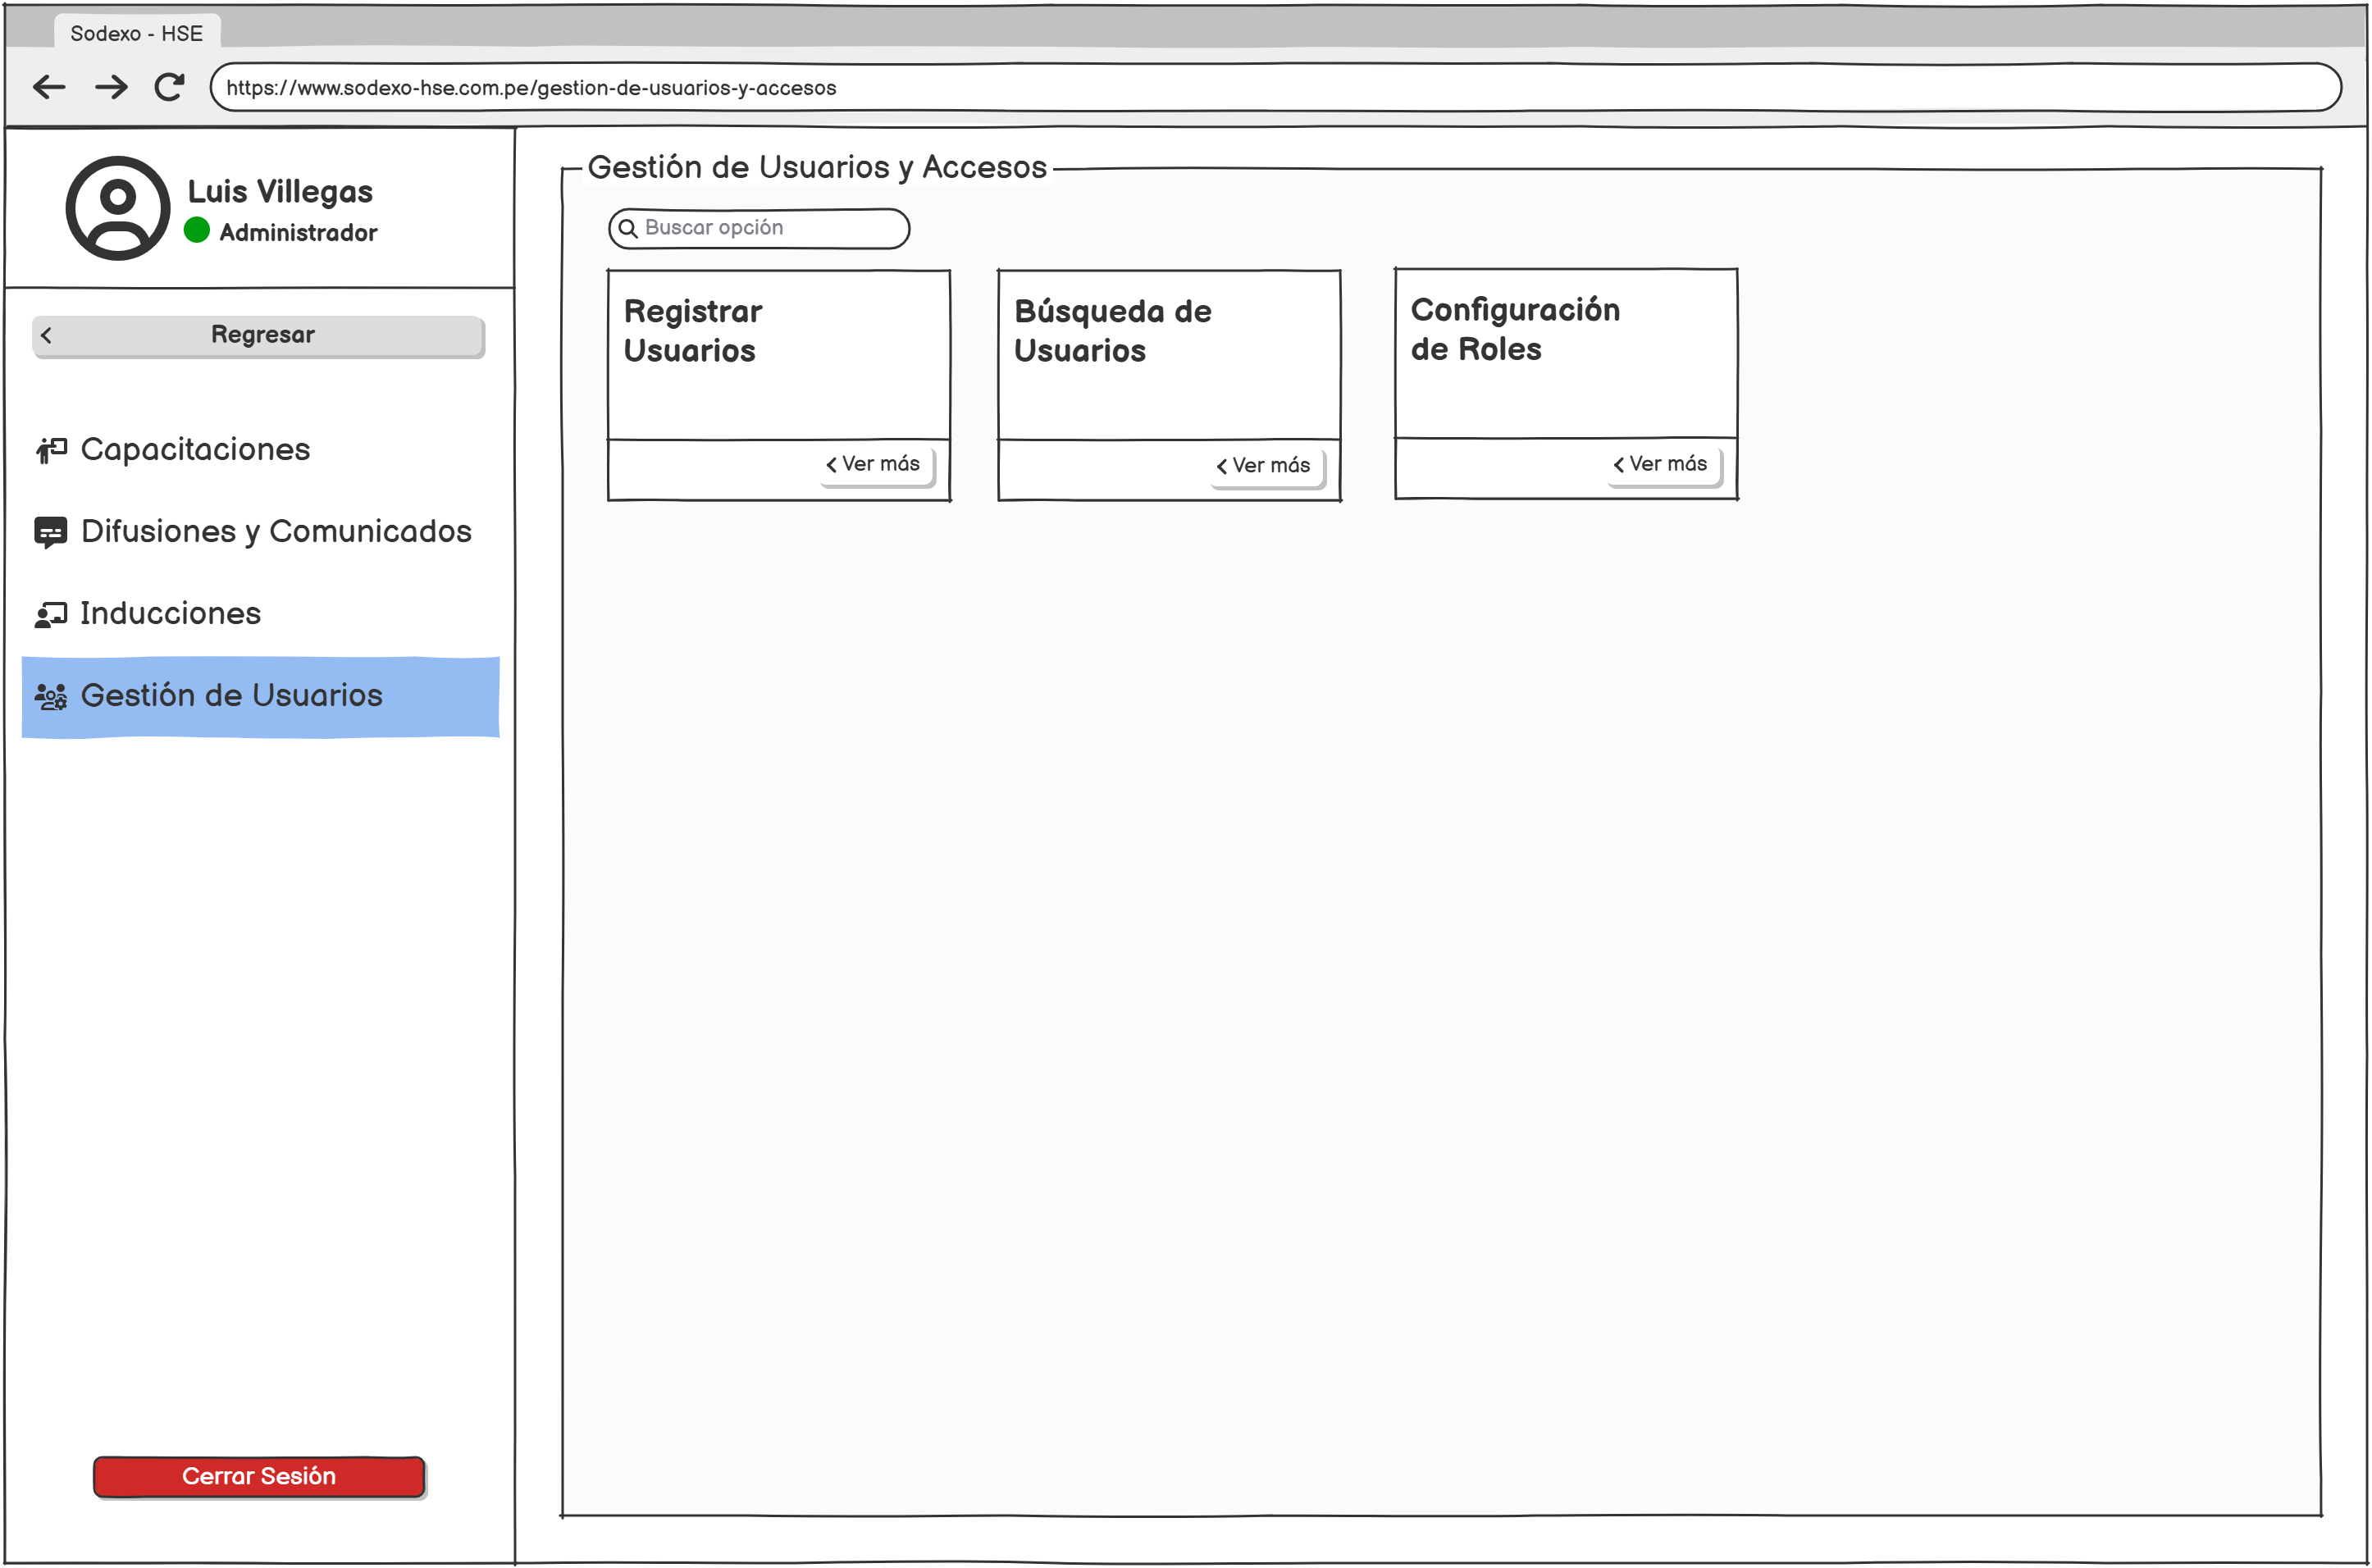 Sodexo - HSE
https://www.sodexo-hse.com.pe/gestion-de-usuarios-y-accesos
Luis Villegas
Administrador
Regresar
Capacitaciones
Difusiones y Comunicados
Inducciones
Gestión de Usuarios
Cerrar Sesión
Gestión de Usuarios y Accesos
Buscar opción
Registrar
Usuarios
Ver más
Búsqueda de
Usuarios
Ver más
Configuración
de Roles
Ver más